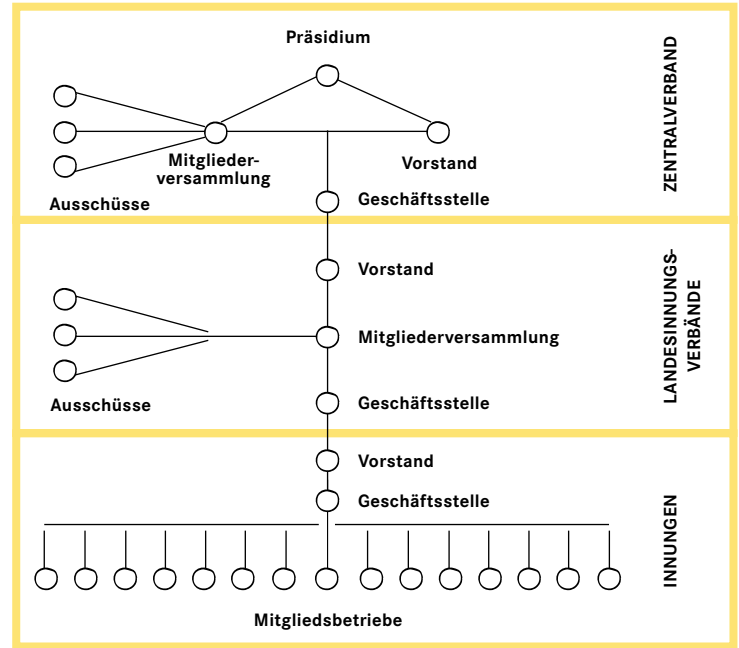 Präsidium
Mitglieder-
versammlung
Vorstand
Ausschüsse
Geschäftsstelle
ZENTRALVERBAND
Vorstand
Mitgliederversammlung
Ausschüsse
Geschäftsstelle
LANDESINNUNGS-
VERBÄNDE
Vorstand
Geschäftsstelle
Mitgliedsbetriebe
INNUNGEN